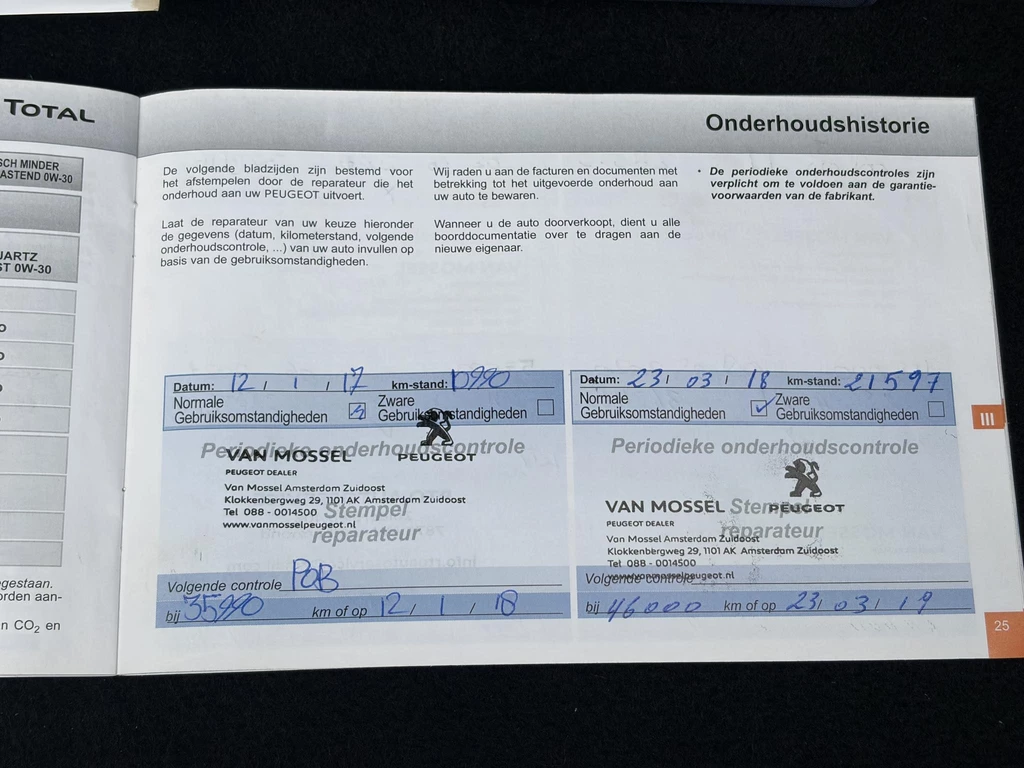 TOTAL
SCH MINDER
ASTEND 0W-30
UARTZ
ST 0W-30
egestaan.
orden aan-
n CO2 en
Onderhoudshistorie
De volgende bladzijden zijn bestemd voor
het afstempelen door de reparateur die het
onderhoud aan uw PEUGEOT uitvoert.
Laat de reparateur van uw keuze hieronder
de gegevens (datum, kilometerstand, volgende
onderhoudscontrole, ...) van uw auto invullen op
basis van de gebruiksomstandigheden.
Wij raden u aan de facturen en documenten met
betrekking tot het uitgevoerde onderhoud aan
uw auto te bewaren.
Wanneer u de auto doorverkoopt, dient u alle
boorddocumentatie over te dragen aan de
nieuwe eigenaar.
• De periodieke onderhoudscontroles zijn
verplicht om te voldoen aan de garantie-
voorwaarden van de fabrikant.
Datum: 12 / 1 / 17 km-stand: 10990
Normale
Gebruiksomstandigheden
Zware
Gebruiksomstandigheden
Periodieke onderhoudscontrole
VAN MOSSEL
PEUGEOT
PEUGEOT DEALER
Van Mossel Amsterdam Zuidoost
Klokkenbergweg 29, 1101 AK Amsterdam Zuidoost
Tel 088 - 0014500
www.vanmosselpeugeot.nl
Stempel
reparateur
Volgende controle POB
bij 35990 km of op 12 / 1 / 18
Datum: 23 / 03 / 18 km-stand: 21597
Normale
Gebruiksomstandigheden
Zware
Gebruiksomstandigheden
Periodieke onderhoudscontrole
VAN MOSSEL
PEUGEOT
PEUGEOT DEALER
Van Mossel Amsterdam Zuidoost
Klokkenbergweg 29, 1101 AK Amsterdam Zuidoost
Tel 088 - 0014500
www.vanmosselpeugeot.nl
Stempel
reparateur
Volgende controle
bij 46000 km of op 23 / 03 / 19
III
25